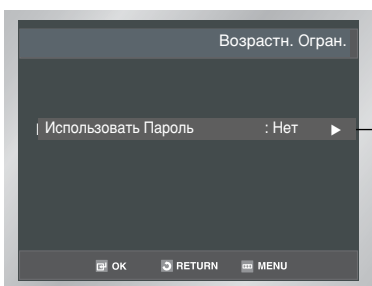 Возрастн. Огран.
Использовать Пароль : Нет ►
OK RETURN MENU